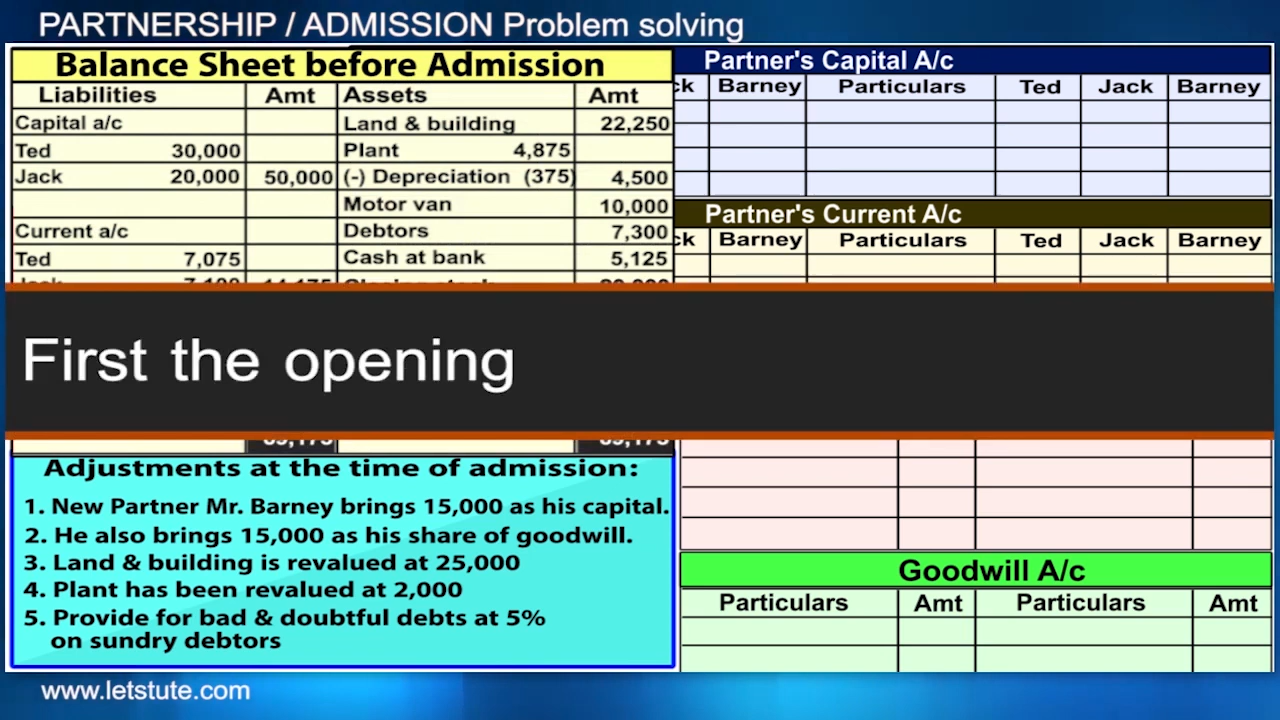 PARTNERSHIP / ADMISSION Problem solving
Balance Sheet before Admission
Liabilities Amt Assets Amt
Capital a/c Land & building 22,250
Ted 30,000 Plant 4,875
Jack 20,000 50,000 (-) Depreciation (375) 4,500
Motor van 10,000
Current a/c Debtors 7,300
Ted 7,075 Cash at bank 5,125
Partner's Capital A/c
ck Barney Particulars Ted Jack Barney
Partner's Current A/c
ck Barney Particulars Ted Jack Barney
First the opening
Adjustments at the time of admission:
1. New Partner Mr. Barney brings 15,000 as his capital.
2. He also brings 15,000 as his share of goodwill.
3. Land & building is revalued at 25,000
4. Plant has been revalued at 2,000
5. Provide for bad & doubtful debts at 5%
on sundry debtors
Goodwill A/c
Particulars Amt Particulars Amt
www.letstute.com